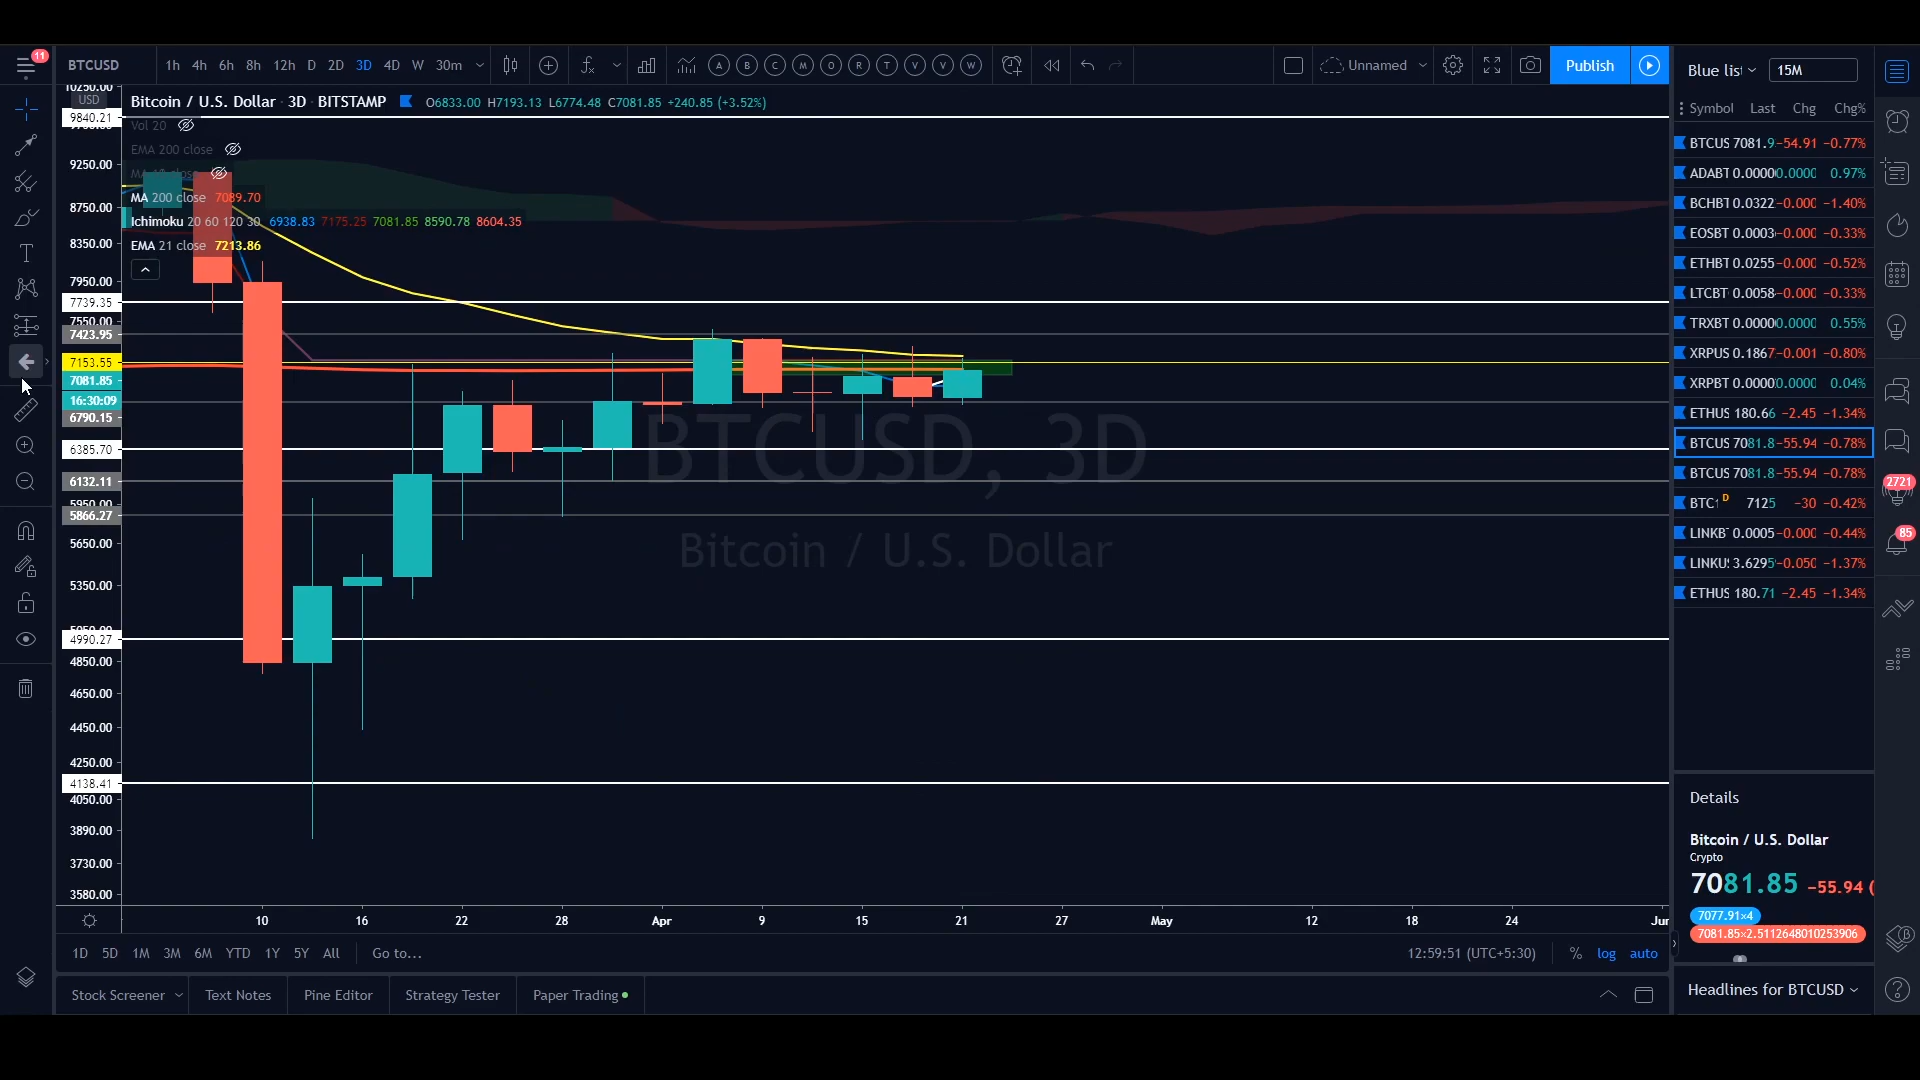 11
BTCUSD 1h 4h 6h 8h 12h D 2D 3D 4D W 30m A B C M O R T V V W Unnamed Publish
Blue list 15M
Bitcoin / U.S. Dollar · 3D · BITSTAMP O6833.00 H7193.13 L6774.48 C7081.85 +240.85 (+3.52%)
Vol 20
EMA 200 close
MA 200 close 7089.70
Ichimoku 20 60 120 30 6938.83 7175.25 7081.85 8590.78 8604.35
EMA 21 close 7213.86
10250.00
USD
9840.21
9250.00
8750.00
8350.00
7950.00
7739.35
7550.00
7423.95
7153.55
7081.85
16:30:09
6790.15
6385.70
6132.11
5950.00
5866.27
5650.00
5350.00
5050.00
4990.27
4850.00
4650.00
4450.00
4250.00
4138.41
4050.00
3890.00
3730.00
3580.00
BTCUSD, 3D
Bitcoin / U.S. Dollar
10 16 22 28 Apr 9 15 21 27 May 12 18 24 Jun
1D 5D 1M 3M 6M YTD 1Y 5Y All Go to... 12:59:51 (UTC+5:30) % log auto
Stock Screener Text Notes Pine Editor Strategy Tester Paper Trading
Symbol Last Chg Chg%
BTCUS 7081.9 −54.91 −0.77%
ADABT 0.0000 0.0000 0.97%
BCHBT 0.0322 −0.000 −1.40%
EOSBT 0.0003 −0.000 −0.33%
ETHBT 0.0255 −0.000 −0.52%
LTCBT 0.0058 −0.000 −0.33%
TRXBT 0.0000 0.0000 0.55%
XRPUS 0.1867 −0.001 −0.80%
XRPBT 0.0000 0.0000 0.04%
ETHUS 180.66 −2.45 −1.34%
BTCUS 7081.8 −55.94 −0.78%
BTCUS 7081.8 −55.94 −0.78%
BTC1 D 7125 −30 −0.42%
LINKB 0.0005 −0.000 −0.44%
LINKU 3.6295 −0.050 −1.37%
ETHUS 180.71 −2.45 −1.34%
2721
85
Details
Bitcoin / U.S. Dollar
Crypto
7081.85 −55.94 (
7077.91×4
7081.85×2.5112648010253906
Headlines for BTCUSD